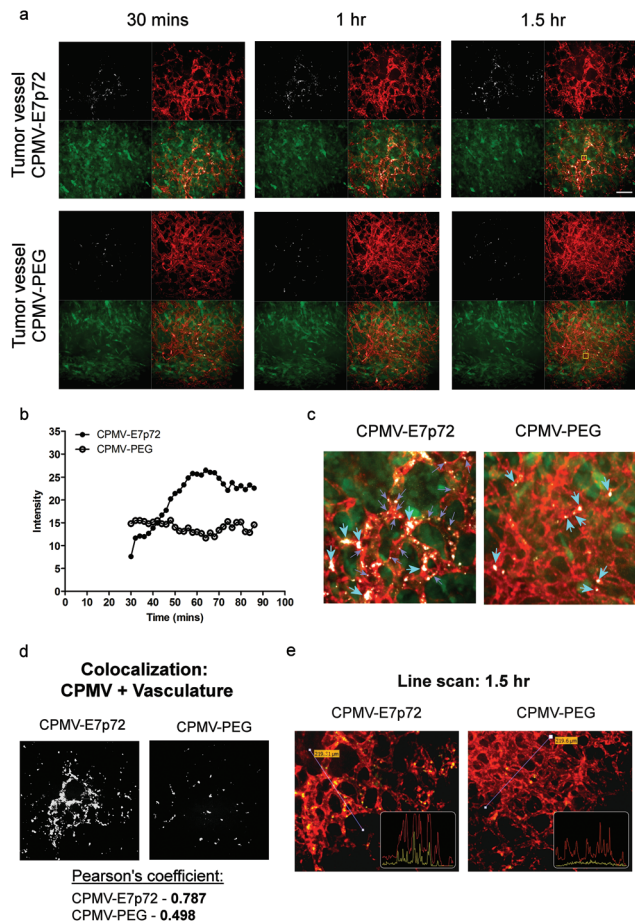 a
30 mins
1 hr
1.5 hr
Tumor vessel
CPMV-E7p72
Tumor vessel
CPMV-PEG
b
CPMV-E7p72
CPMV-PEG
Intensity
35
30
25
20
15
10
5
0
0 10 20 30 40 50 60 70 80 90 100
Time (mins)
c
CPMV-E7p72
CPMV-PEG
d
Colocalization:
CPMV + Vasculature
CPMV-E7p72
CPMV-PEG
Pearson's coefficient:
CPMV-E7p72 - 0.787
CPMV-PEG - 0.498
e
Line scan: 1.5 hr
CPMV-E7p72
CPMV-PEG